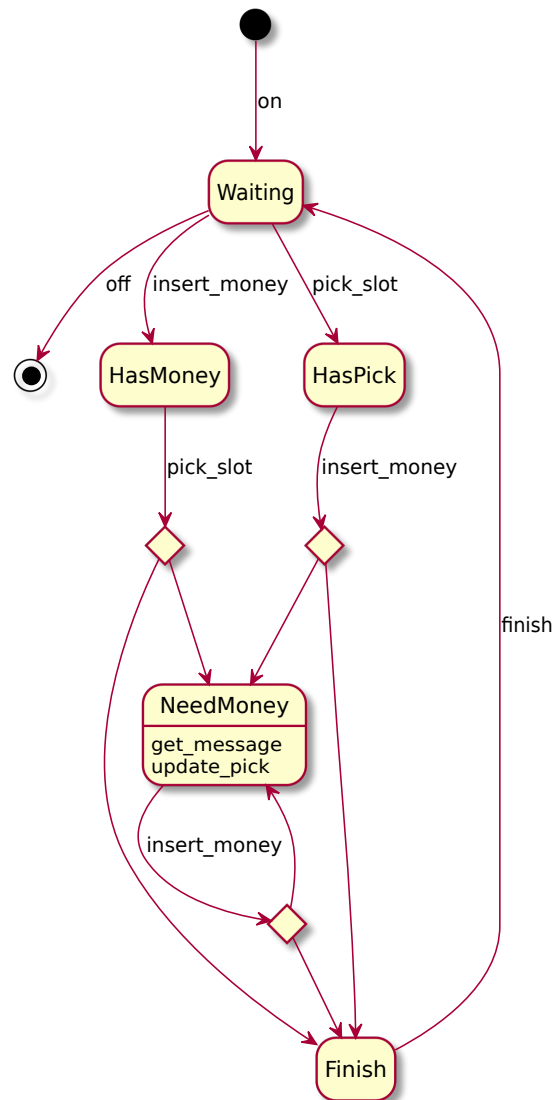 on
Waiting
off
insert_money
pick_slot
HasMoney
HasPick
pick_slot
insert_money
finish
NeedMoney
get_message
update_pick
insert_money
Finish